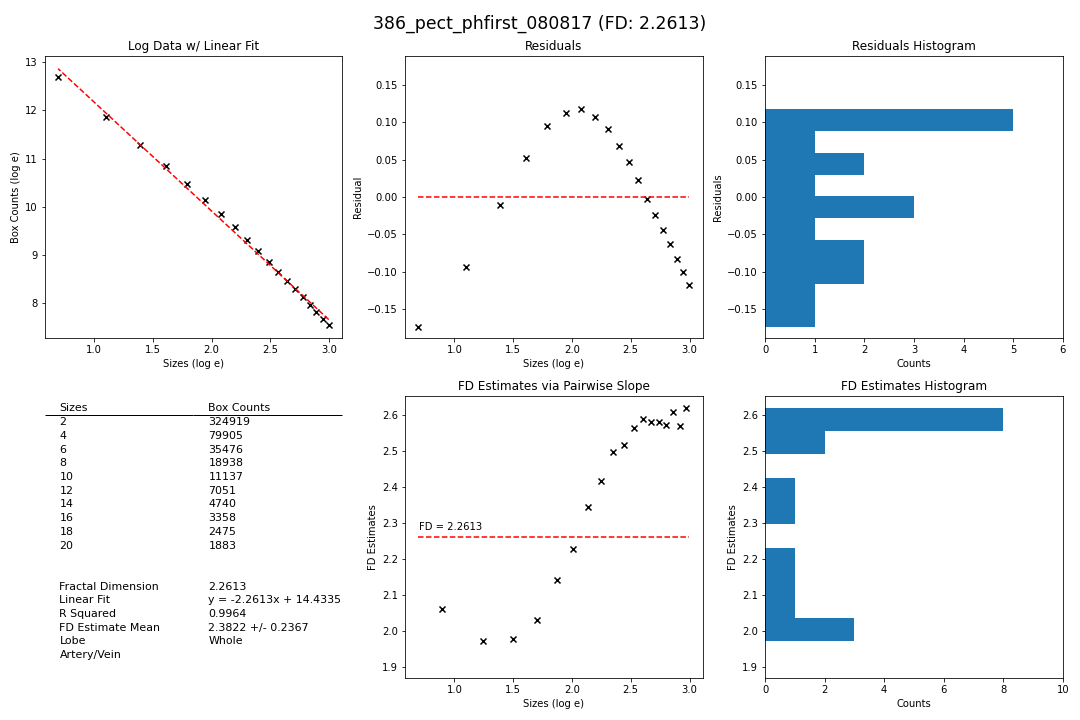 386_pect_phfirst_080817 (FD: 2.2613)
Log Data w/ Linear Fit
Box Counts (log e)
13
12
11
10
9
8
1.0 1.5 2.0 2.5 3.0
Sizes (log e)
Residuals
Residual
0.15
0.10
0.05
0.00
−0.05
−0.10
−0.15
1.0 1.5 2.0 2.5 3.0
Sizes (log e)
Residuals Histogram
Residuals
0.15
0.10
0.05
0.00
−0.05
−0.10
−0.15
0 1 2 3 4 5 6
Counts
Sizes Box Counts
2 324919
4 79905
6 35476
8 18938
10 11137
12 7051
14 4740
16 3358
18 2475
20 1883
Fractal Dimension 2.2613
Linear Fit y = -2.2613x + 14.4335
R Squared 0.9964
FD Estimate Mean 2.3822 +/- 0.2367
Lobe Whole
Artery/Vein
FD Estimates via Pairwise Slope
FD Estimates
2.6
2.5
2.4
2.3
2.2
2.1
2.0
1.9
FD = 2.2613
1.0 1.5 2.0 2.5 3.0
Sizes (log e)
FD Estimates Histogram
FD Estimates
2.6
2.5
2.4
2.3
2.2
2.1
2.0
1.9
0 2 4 6 8 10
Counts